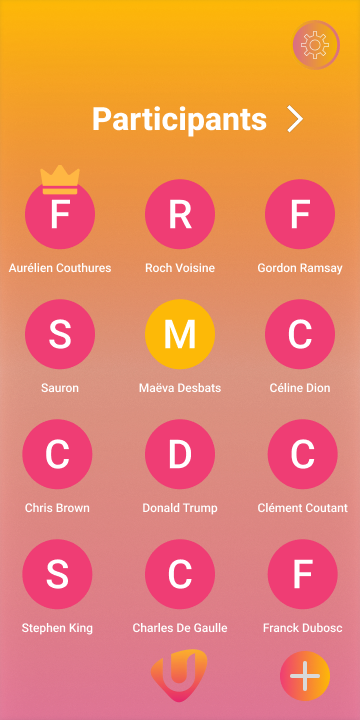 Participants
F R F
Aurélien Couthures Roch Voisine Gordon Ramsay
S M C
Sauron Maëva Desbats Céline Dion
C D C
Chris Brown Donald Trump Clément Coutant
S C F
Stephen King Charles De Gaulle Franck Dubosc
U